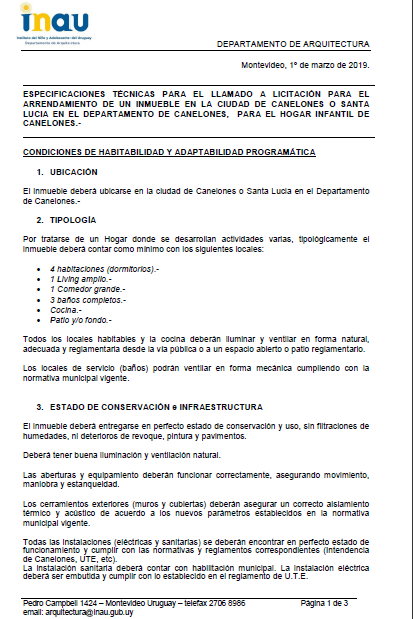 inau
Instituto del Niño y Adolescente del Uruguay
Departamento de Arquitectura
DEPARTAMENTO DE ARQUITECTURA
Montevideo, 1º de marzo de 2019.
ESPECIFICACIONES TÉCNICAS PARA EL LLAMADO A LICITACIÓN PARA EL
ARRENDAMIENTO DE UN INMUEBLE EN LA CIUDAD DE CANELONES O SANTA
LUCIA EN EL DEPARTAMENTO DE CANELONES, PARA EL HOGAR INFANTIL DE
CANELONES.-
CONDICIONES DE HABITABILIDAD Y ADAPTABILIDAD PROGRAMÁTICA
1. UBICACIÓN
El inmueble deberá ubicarse en la ciudad de Canelones o Santa Lucia en el Departamento
de Canelones.-
2. TIPOLOGÍA
Por tratarse de un Hogar donde se desarrollan actividades varias, tipológicamente el
inmueble deberá contar como mínimo con los siguientes locales:
• 4 habitaciones (dormitorios).-
• 1 Living amplio.-
• 1 Comedor grande.-
• 3 baños completos.-
• Cocina.-
• Patio y/o fondo.-
Todos los locales habitables y la cocina deberán iluminar y ventilar en forma natural,
adecuada y reglamentaria desde la vía pública o a un espacio abierto o patio reglamentario.
Los locales de servicio (baños) podrán ventilar en forma mecánica cumpliendo con la
normativa municipal vigente.
3. ESTADO DE CONSERVACIÓN e INFRAESTRUCTURA
El inmueble deberá entregarse en perfecto estado de conservación y uso, sin filtraciones de
humedades, ni deterioros de revoque, pintura y pavimentos.
Deberá tener buena iluminación y ventilación natural.
Las aberturas y equipamiento deberán funcionar correctamente, asegurando movimiento,
maniobra y estanqueidad.
Los cerramientos exteriores (muros y cubiertas) deberán asegurar un correcto aislamiento
térmico y acústico de acuerdo a los nuevos parámetros establecidos en la normativa
municipal vigente.
Todas las instalaciones (eléctricas y sanitarias) se deberán encontrar en perfecto estado de
funcionamiento y cumplir con las normativas y reglamentos correspondientes (Intendencia
de Canelones, UTE, etc).
La instalación sanitaria deberá contar con habilitación municipal. La instalación eléctrica
deberá ser embutida y cumplir con lo establecido en el reglamento de U.T.E.
Pedro Campbell 1424 – Montevideo Uruguay – telefax 2706 8986 Página 1 de 3
email: arquitectura@inau.gub.uy